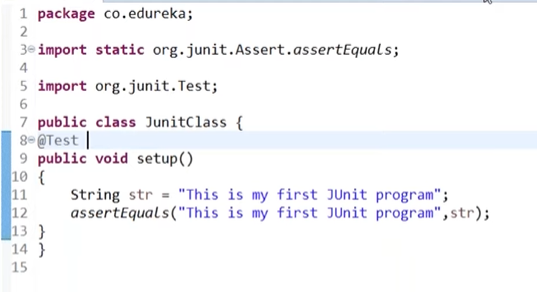 1 package co.edureka;
2
3 import static org.junit.Assert.assertEquals;
4
5 import org.junit.Test;
6
7 public class JunitClass {
8 @Test
9 public void setup()
10 {
11     String str = "This is my first JUnit program";
12     assertEquals("This is my first JUnit program",str);
13 }
14 }
15